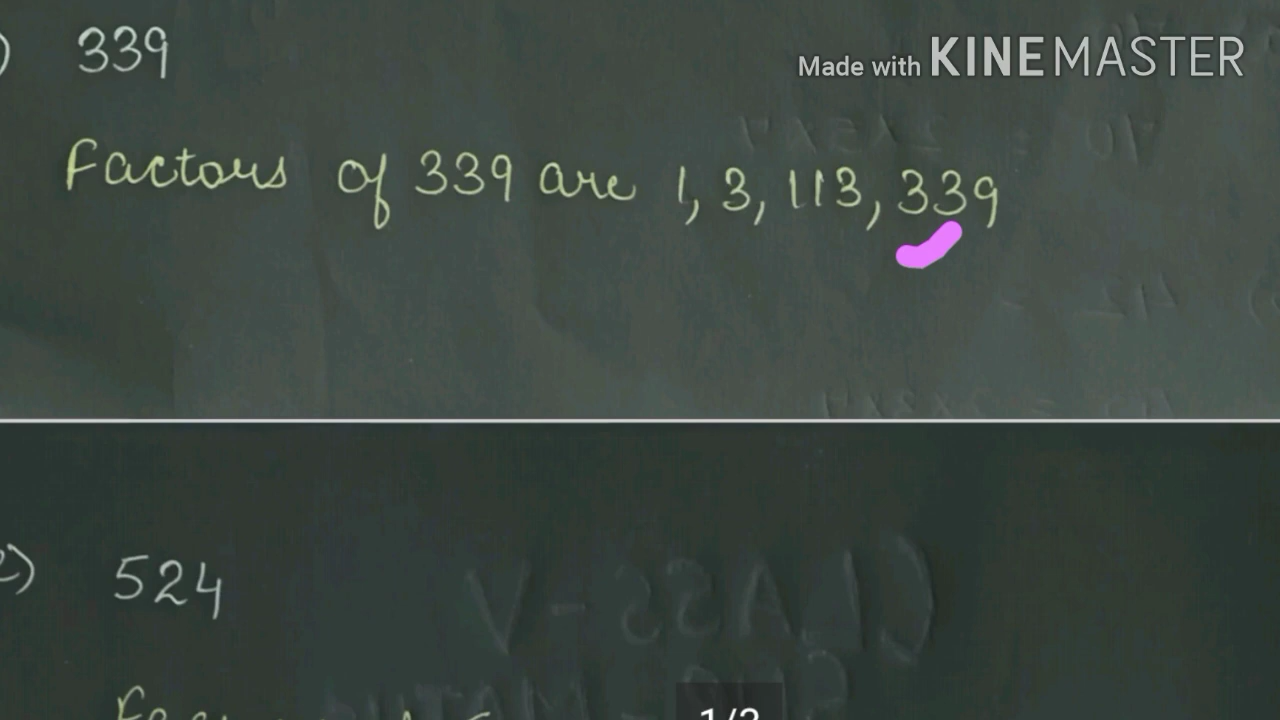 ) 339
Made with KINEMASTER
Factors of 339 are 1, 3, 113, 339
2) 524